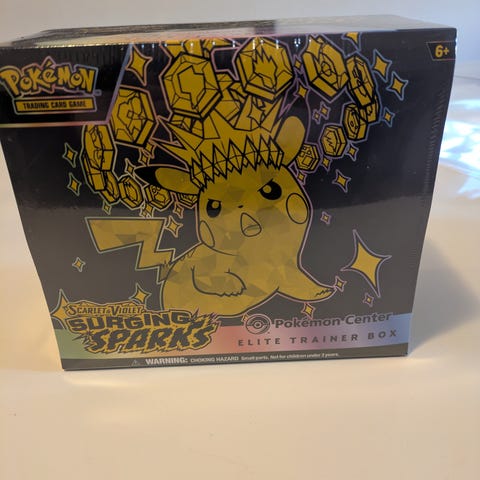 Pokémon
TRADING CARD GAME
6+
SCARLET & VIOLET
SURGING
SPARKS
Pokémon Center
ELITE TRAINER BOX
WARNING: CHOKING HAZARD Small parts. Not for children under 3 years.